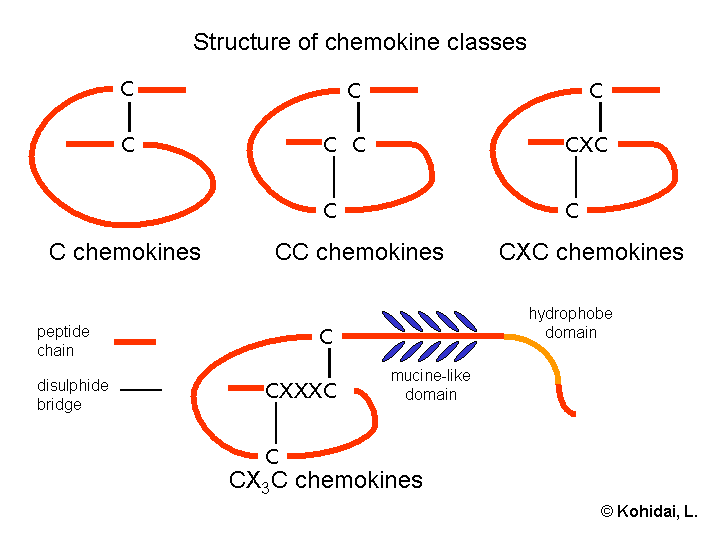 Structure of chemokine classes
C
C
C
C C
C
C
CXC
C
C chemokines
CC chemokines
CXC chemokines
peptide
chain
disulphide
bridge
C
CXXXC
C
mucine-like
domain
hydrophobe
domain
CX₃C chemokines
© Kohidai, L.